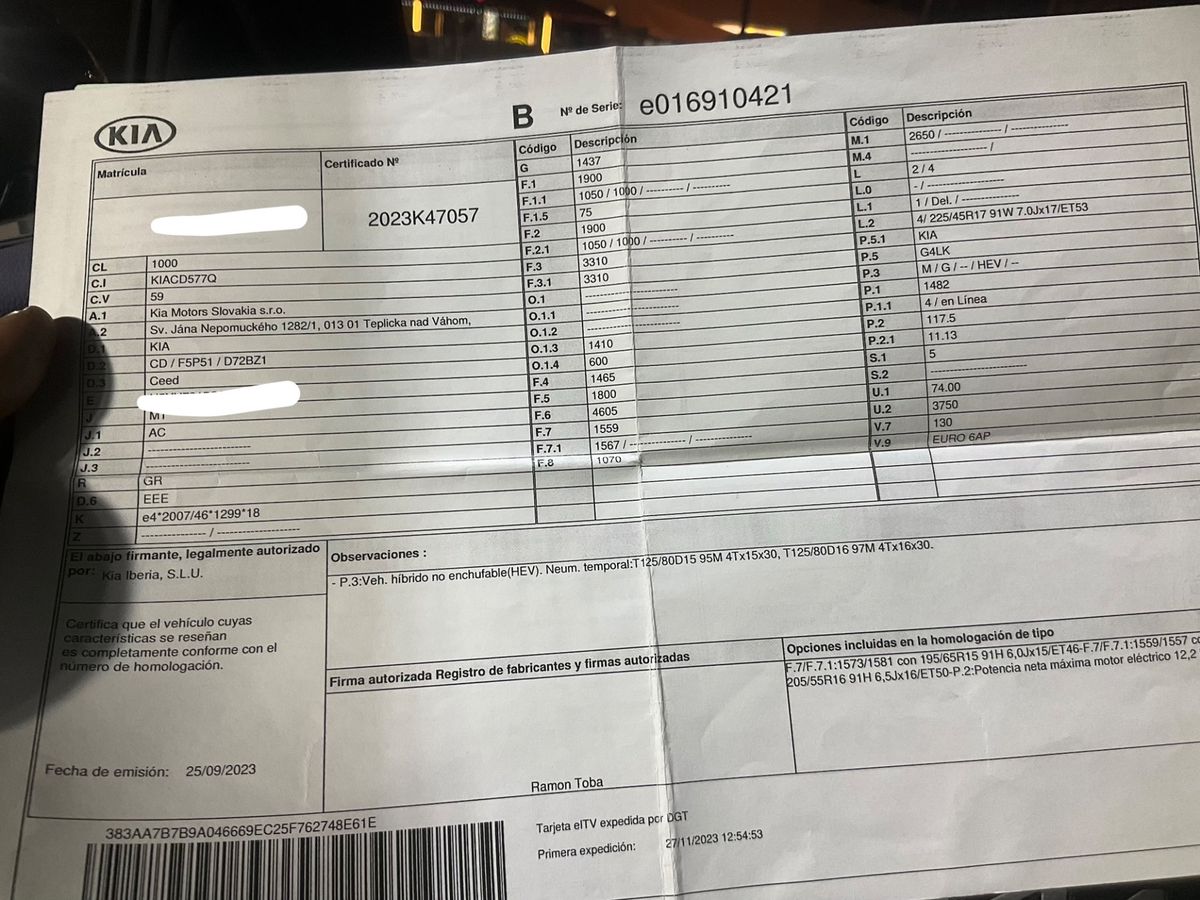 KIA
B Nº de Serie: e016910421
Matrícula
Certificado Nº
2023K47057
CL 1000
C.I KIACD577Q
C.V 59
A.1 Kia Motors Slovakia s.r.o.
A.2 Sv. Jána Nepomuckého 1282/1, 013 01 Teplicka nad Váhom,
D.1 KIA
D.2 CD / F5P51 / D72BZ1
D.3 Ceed
E
J M1
J.1 AC
J.2 --------------------
J.3 --------------------
R GR
D.6 EEE
K e4*2007/46*1299*18
Z --------------- / -------------------
Código Descripción
G 1437
F.1 1900
F.1.1 1050 / 1000 / ---------- / ----------
F.1.5 75
F.2 1900
F.2.1 1050 / 1000 / ---------- / ----------
F.3 3310
F.3.1 3310
O.1 --------------------
O.1.1 --------------------
O.1.2 --------------------
O.1.3 1410
O.1.4 600
F.4 1465
F.5 1800
F.6 4605
F.7 1559
F.7.1 1567 / --------------- / ---------------
F.8 1070
Código Descripción
M.1 2650 / --------------- / ---------------
M.4 -------------------- /
L 2 / 4
L.0 - / --------------------
L.1 1 / Del. / ---------------
L.2 4/ 225/45R17 91W 7.0Jx17/ET53
P.5.1 KIA
P.5 G4LK
P.3 M / G / -- / HEV / --
P.1 1482
P.1.1 4 / en Línea
P.2 117.5
P.2.1 11.13
S.1 5
S.2 --------------------
U.1 74.00
U.2 3750
V.7 130
V.9 EURO 6AP
El abajo firmante, legalmente autorizado
por: Kia Iberia, S.L.U.
Certifica que el vehículo cuyas
características se reseñan
es completamente conforme con el
número de homologación.
Fecha de emisión: 25/09/2023
Observaciones :
- P.3:Veh. híbrido no enchufable(HEV). Neum. temporal:T125/80D15 95M 4Tx15x30, T125/80D16 97M 4Tx16x30.
Firma autorizada Registro de fabricantes y firmas autorizadas
Ramon Toba
Opciones incluidas en la homologación de tipo
F.7/F.7.1:1573/1581 con 195/65R15 91H 6,0Jx15/ET46-F.7/F.7.1:1559/1557 co
205/55R16 91H 6,5Jx16/ET50-P.2:Potencia neta máxima motor eléctrico 12,2
383AA7B7B9A046669EC25F762748E61E
Tarjeta eITV expedida por DGT
Primera expedición: 27/11/2023 12:54:53